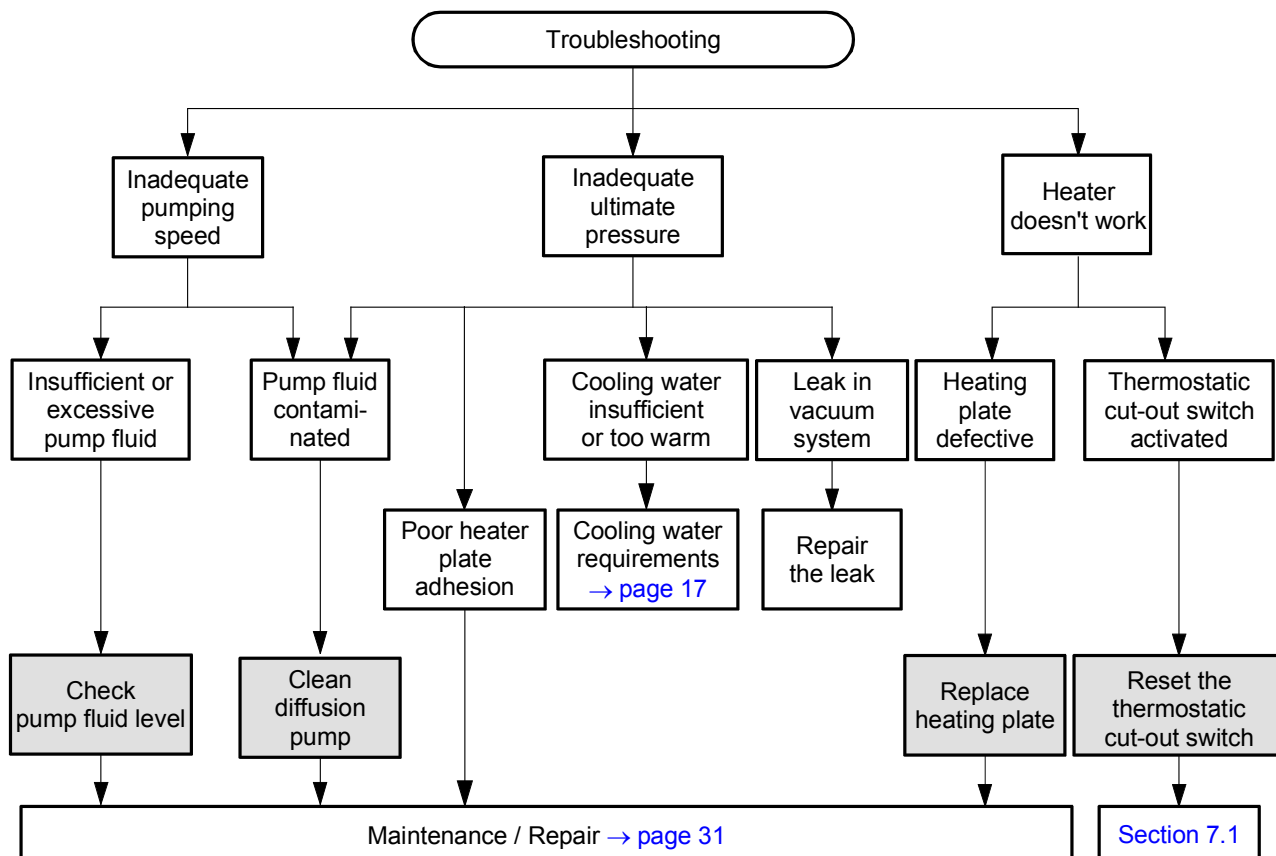 Troubleshooting
Inadequate
pumping
speed
Inadequate
ultimate
pressure
Heater
doesn't work
Insufficient or
excessive
pump fluid
Pump fluid
contami-
nated
Cooling water
insufficient
or too warm
Leak in
vacuum
system
Heating
plate
defective
Thermostatic
cut-out switch
activated
Poor heater
plate
adhesion
Cooling water
requirements
→ page 17
Repair
the leak
Check
pump fluid level
Clean
diffusion
pump
Replace
heating plate
Reset the
thermostatic
cut-out switch
Maintenance / Repair → page 31
Section 7.1